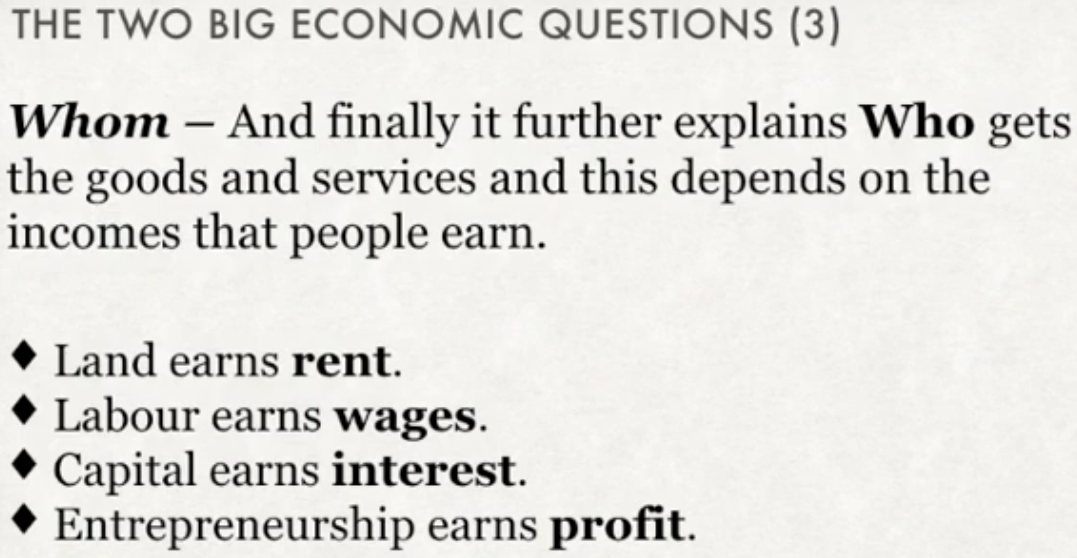 THE TWO BIG ECONOMIC QUESTIONS (3)
Whom – And finally it further explains Who gets
the goods and services and this depends on the
incomes that people earn.
♦ Land earns rent.
♦ Labour earns wages.
♦ Capital earns interest.
♦ Entrepreneurship earns profit.